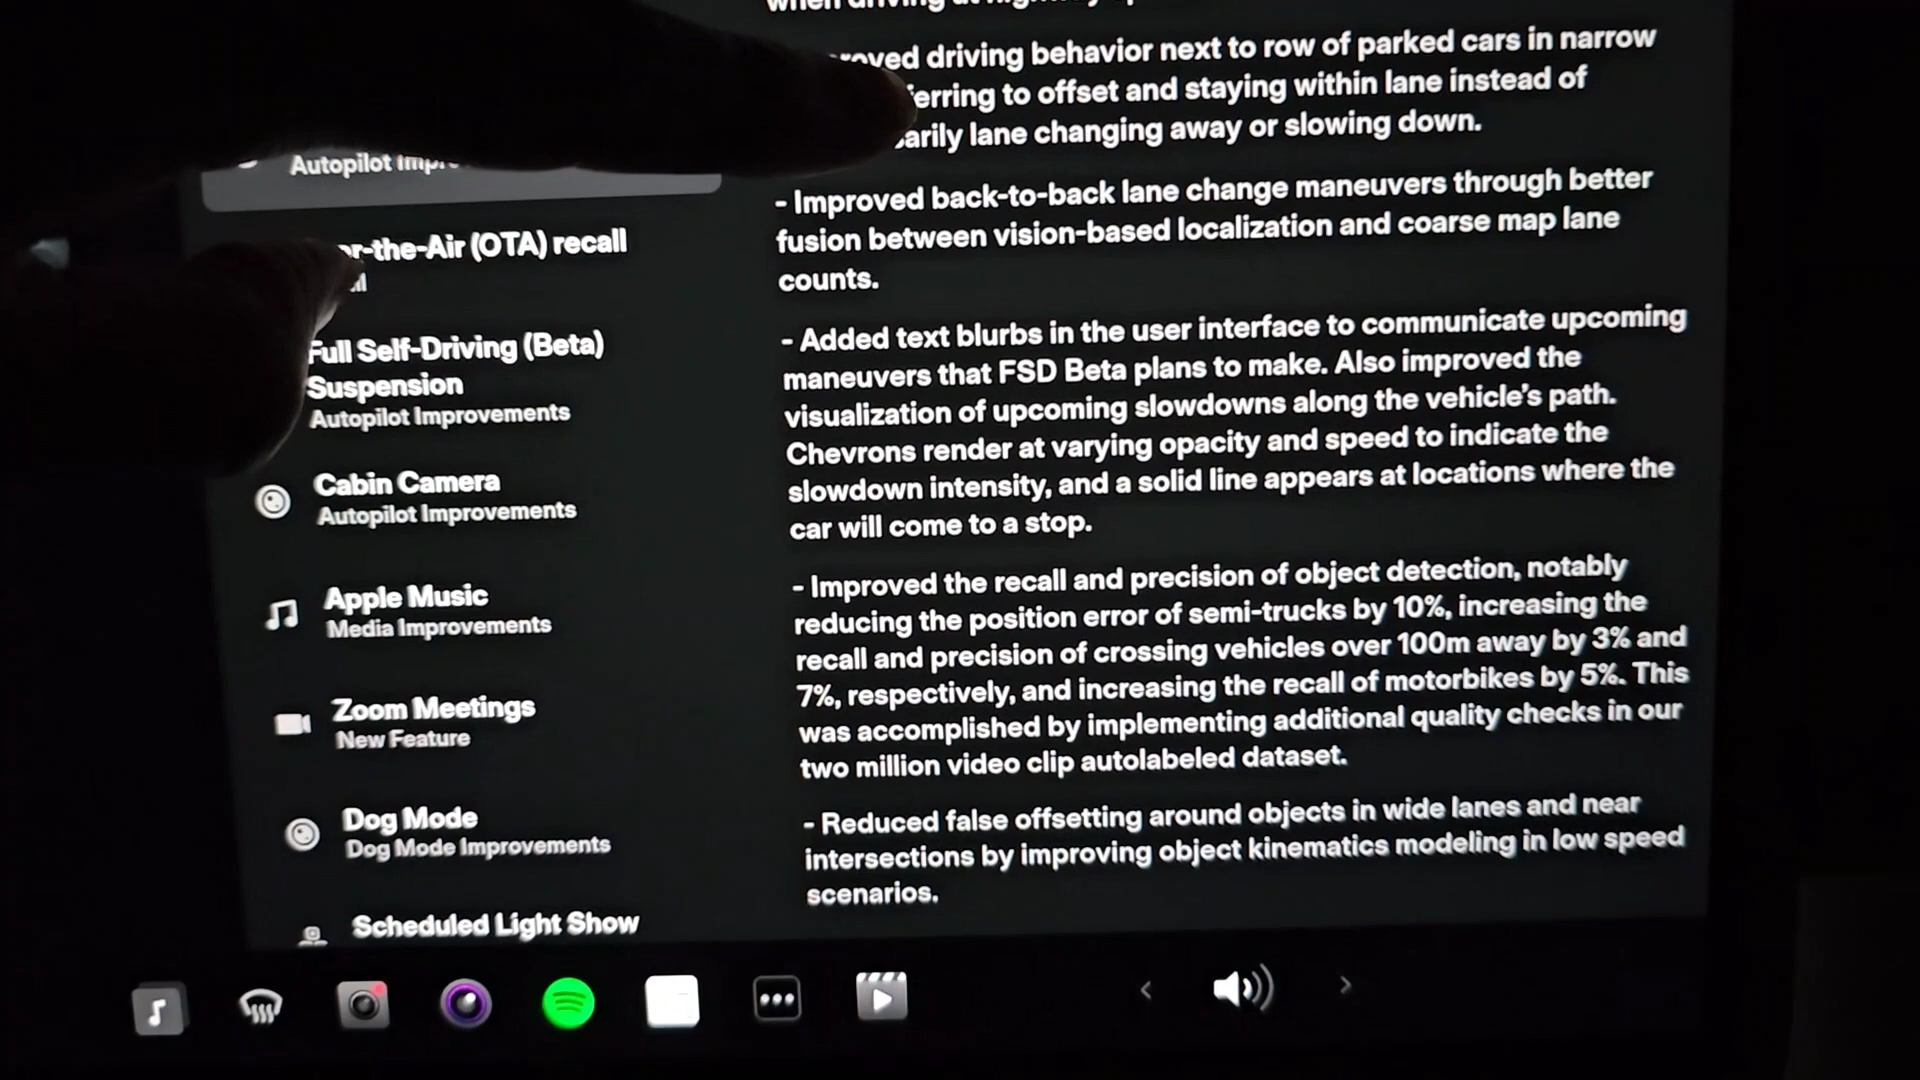 Autopilot
(OTA) recall
Full Self-Driving (Beta)
Suspension
Autopilot Improvements
Cabin Camera
Autopilot Improvements
Apple Music
Media Improvements
Zoom Meetings
New Feature
Dog Mode
Dog Mode Improvements
Scheduled Light Show
when driving at
driving behavior next to row of parked cars in narrow
to offset and staying within lane instead of
lane changing away or slowing down.
- Improved back-to-back lane change maneuvers through better
fusion between vision-based localization and coarse map lane
counts.
- Added text blurbs in the user interface to communicate upcoming
maneuvers that FSD Beta plans to make. Also improved the
visualization of upcoming slowdowns along the vehicle's path.
Chevrons render at varying opacity and speed to indicate the
slowdown intensity, and a solid line appears at locations where the
car will come to a stop.
- Improved the recall and precision of object detection, notably
reducing the position error of semi-trucks by 10%, increasing the
recall and precision of crossing vehicles over 100m away by 3% and
7%, respectively, and increasing the recall of motorbikes by 5%. This
was accomplished by implementing additional quality checks in our
two million video clip autolabeled dataset.
- Reduced false offsetting around objects in wide lanes and near
intersections by improving object kinematics modeling in low speed
scenarios.